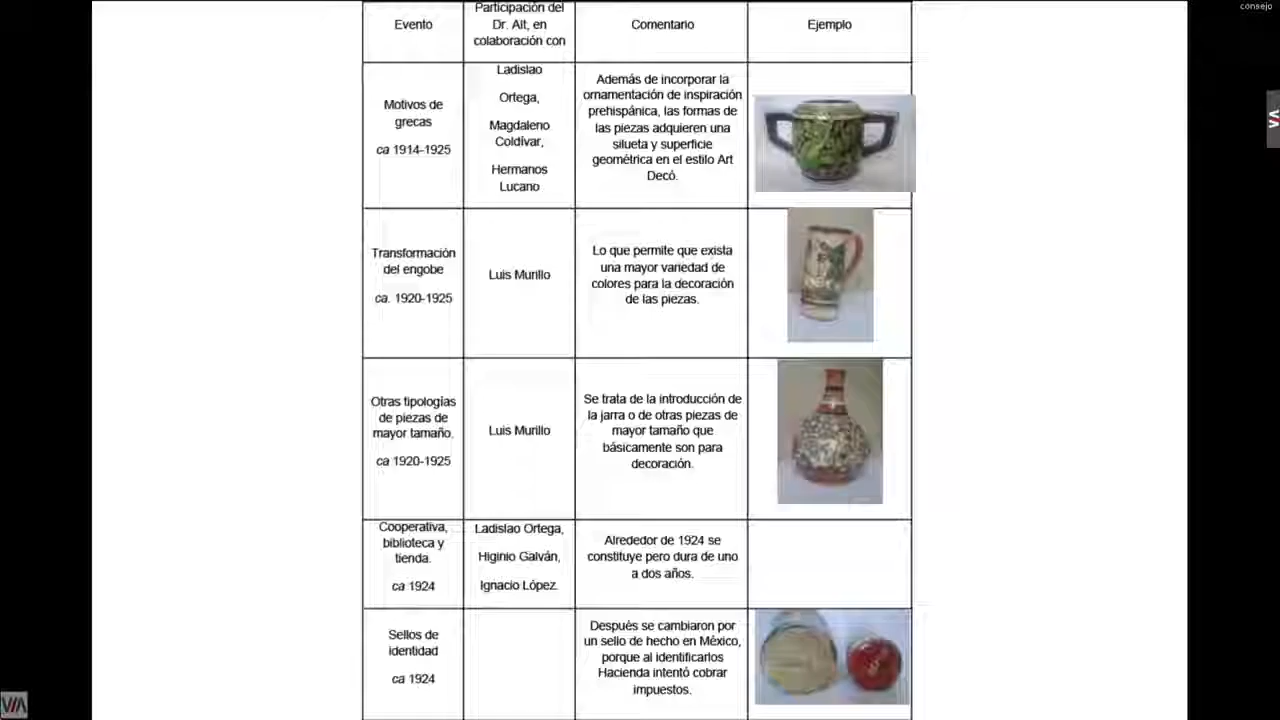 consejo
Evento
Participación del
Dr. Alt, en
colaboración con
Comentario
Ejemplo
Motivos de
grecas
ca 1914-1925
Ladislao
Ortega,
Magdaleno
Coldívar,
Hermanos
Lucano
Además de incorporar la
ornamentación de inspiración
prehispánica, las formas de
las piezas adquieren una
silueta y superficie
geométrica en el estilo Art
Decó.
Transformación
del engobe
ca. 1920-1925
Luis Murillo
Lo que permite que exista
una mayor variedad de
colores para la decoración
de las piezas.
Otras tipologías
de piezas de
mayor tamaño.
ca 1920-1925
Luis Murillo
Se trata de la introducción de
la jarra o de otras piezas de
mayor tamaño que
básicamente son para
decoración.
Cooperativa,
biblioteca y
tienda.
ca 1924
Ladislao Ortega,
Higinio Galván,
Ignacio López.
Alrededor de 1924 se
constituye pero dura de uno
a dos años.
Sellos de
identidad
ca 1924
Después se cambiaron por
un sello de hecho en México,
porque al identificarlos
Hacienda intentó cobrar
impuestos.
VIA